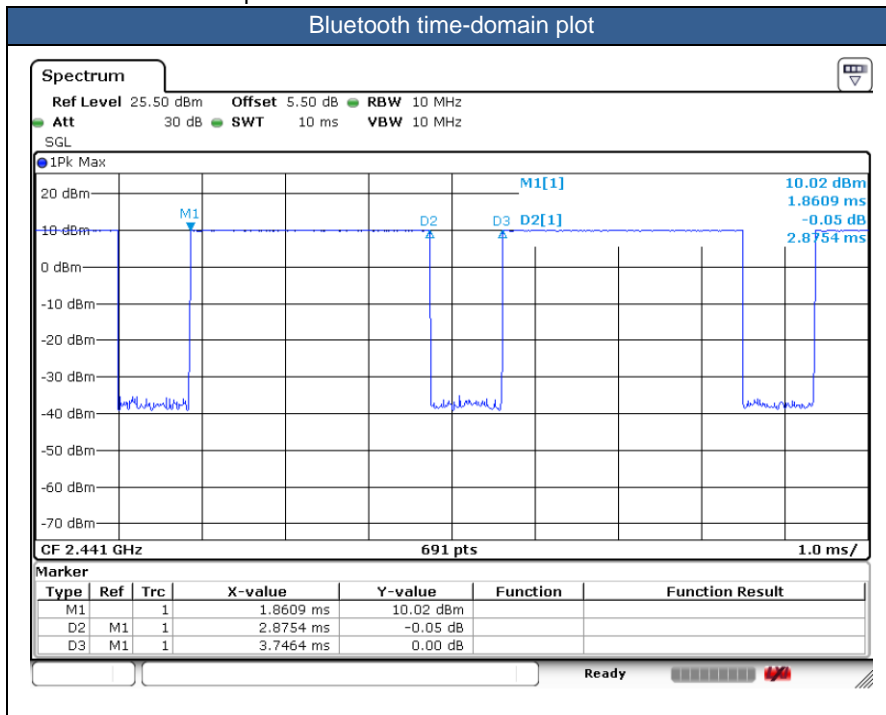 Bluetooth time-domain plot
Spectrum
Ref Level 25.50 dBm Offset 5.50 dB RBW 10 MHz
Att 30 dB SWT 10 ms VBW 10 MHz
SGL
1Pk Max
M1[1] 10.02 dBm
1.8609 ms
D2[1] -0.05 dB
2.8754 ms
M1
D2
D3
20 dBm
10 dBm
0 dBm
-10 dBm
-20 dBm
-30 dBm
-40 dBm
-50 dBm
-60 dBm
-70 dBm
CF 2.441 GHz 691 pts 1.0 ms/
Marker
Type Ref Trc X-value Y-value Function Function Result
M1 1 1.8609 ms 10.02 dBm
D2 M1 1 2.8754 ms -0.05 dB
D3 M1 1 3.7464 ms 0.00 dB
Ready